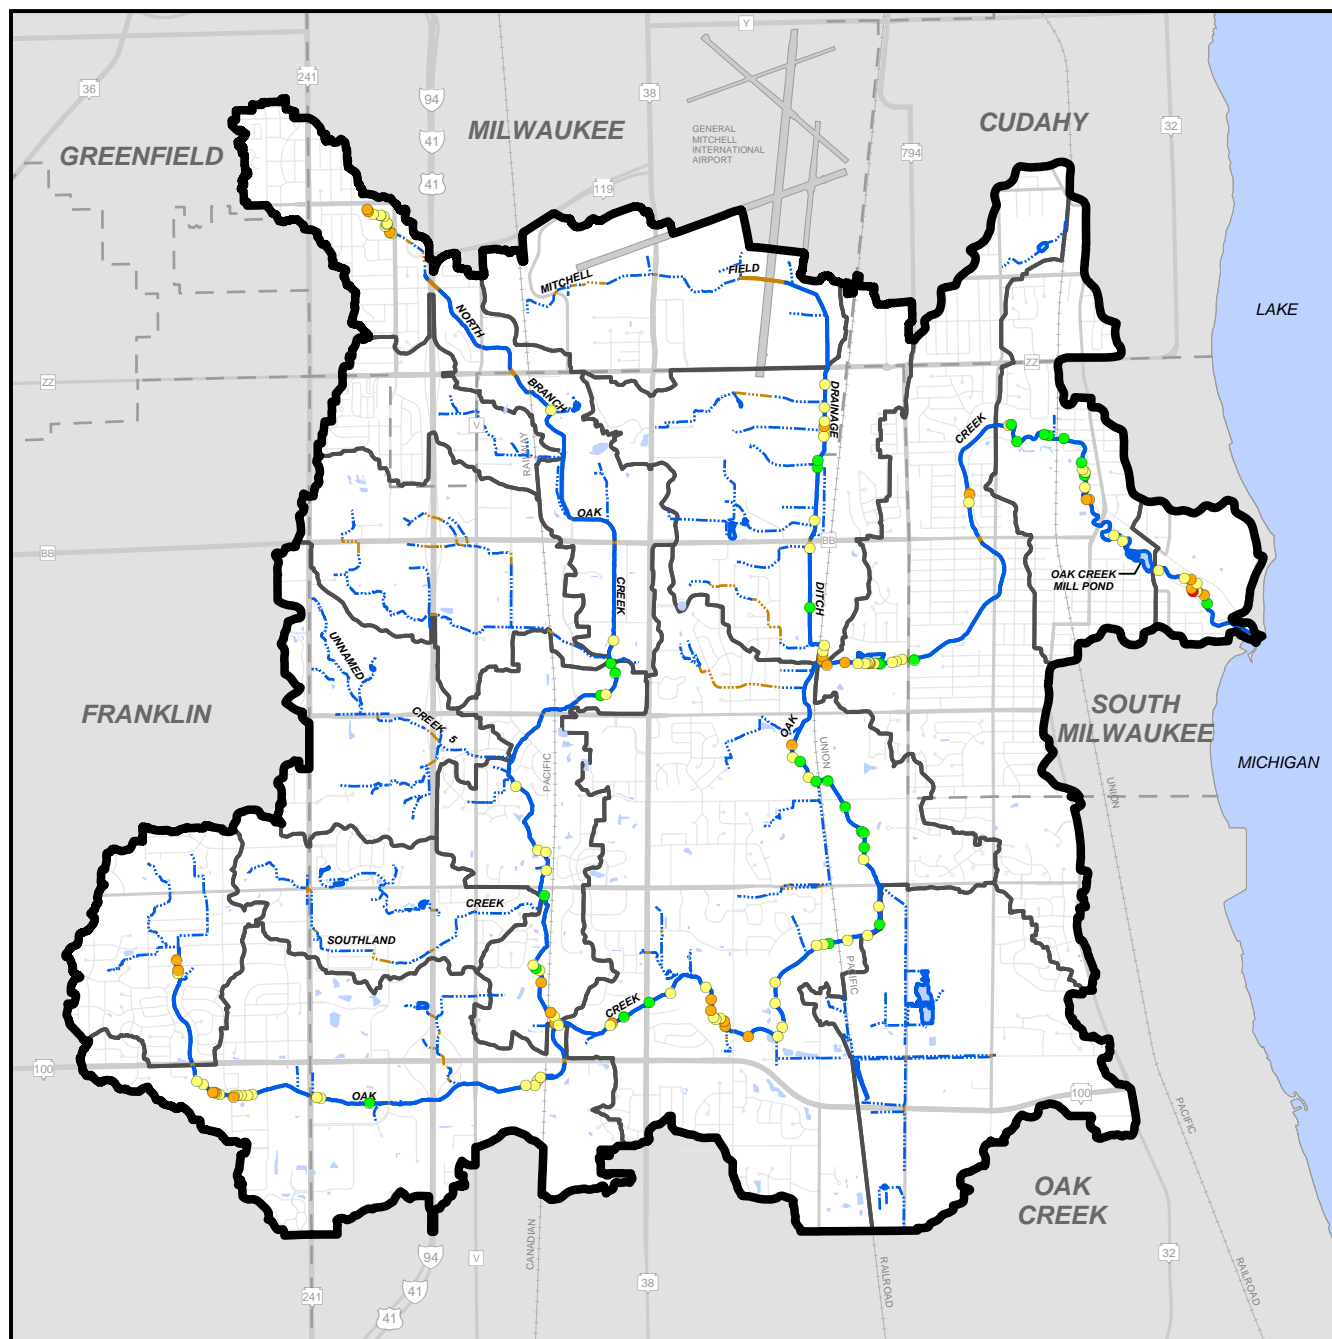 Y
36
241
94
38
41
MILWAUKEE
GENERAL
MITCHELL
INTERNATIONAL
AIRPORT
CUDAHY
32
GREENFIELD
794
41
119
MITCHELL
FIELD
NORTH
LAKE
ZZ
ZZ
BRANCH
DRAINAGE
V
RAILWAY
CREEK
OAK
BB
BB
OAK CREEK
MILL POND
CREEK
DITCH
UNNAMED
FRANKLIN
CREEK 5
OAK
SOUTH
MILWAUKEE
PACIFIC
UNION
MICHIGAN
UNION
CREEK
SOUTHLAND
PACIFIC
CREEK
100
OAK
100
PACIFIC
OAK
CREEK
CANADIAN
94
V
32
RAILROAD
RAILROAD
41
38
241
41